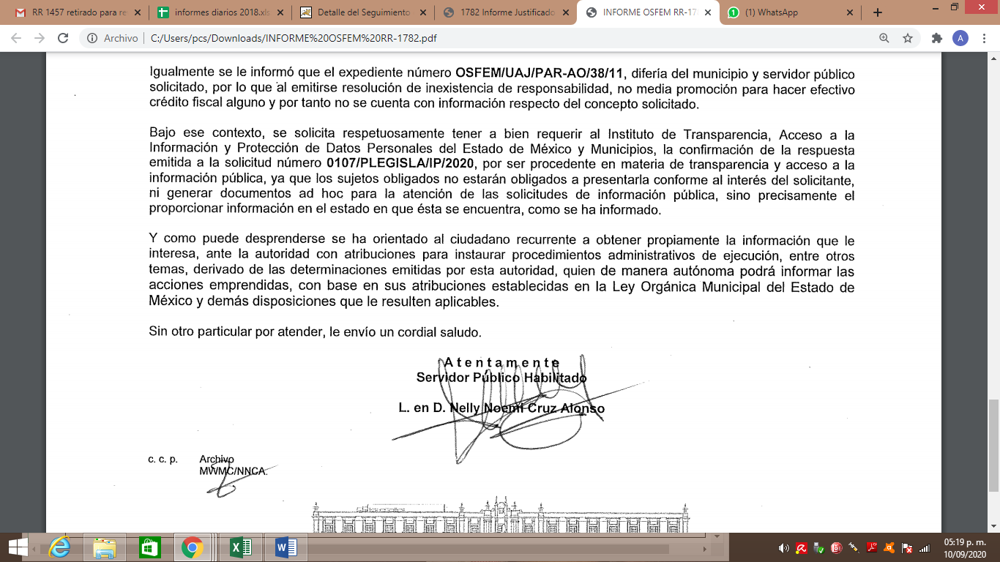 RR 1457 retirado para re
informes diarios 2018.xls
Detalle del Seguimiento
1782 Informe Justificado
INFORME OSFEM RR-17
(1) WhatsApp
Archivo
C:/Users/pcs/Downloads/INFORME%20OSFEM%20RR-1782.pdf
A
Igualmente se le informó que el expediente número OSFEM/UAJ/PAR-AO/38/11, difería del municipio y servidor público
solicitado, por lo que al emitirse resolución de inexistencia de responsabilidad, no media promoción para hacer efectivo
crédito fiscal alguno y por tanto no se cuenta con información respecto del concepto solicitado.
Bajo ese contexto, se solicita respetuosamente tener a bien requerir al Instituto de Transparencia, Acceso a la
Información y Protección de Datos Personales del Estado de México y Municipios, la confirmación de la respuesta
emitida a la solicitud número 0107/PLEGISLA/IP/2020, por ser procedente en materia de transparencia y acceso a la
información pública, ya que los sujetos obligados no estarán obligados a presentarla conforme al interés del solicitante,
ni generar documentos ad hoc para la atención de las solicitudes de información pública, sino precisamente el
proporcionar información en el estado en que ésta se encuentra, como se ha informado.
Y como puede desprenderse se ha orientado al ciudadano recurrente a obtener propiamente la información que le
interesa, ante la autoridad con atribuciones para instaurar procedimientos administrativos de ejecución, entre otros
temas, derivado de las determinaciones emitidas por esta autoridad, quien de manera autónoma podrá informar las
acciones emprendidas, con base en sus atribuciones establecidas en la Ley Orgánica Municipal del Estado de
México y demás disposiciones que le resulten aplicables.
Sin otro particular por atender, le envío un cordial saludo.
A t e n t a m e n t e
Servidor Público Habilitado
L. en D. Nelly Noemí Cruz Alonso
c. c. p. Archivo
MWMC/NNCA.
05:19 p. m.
10/09/2020